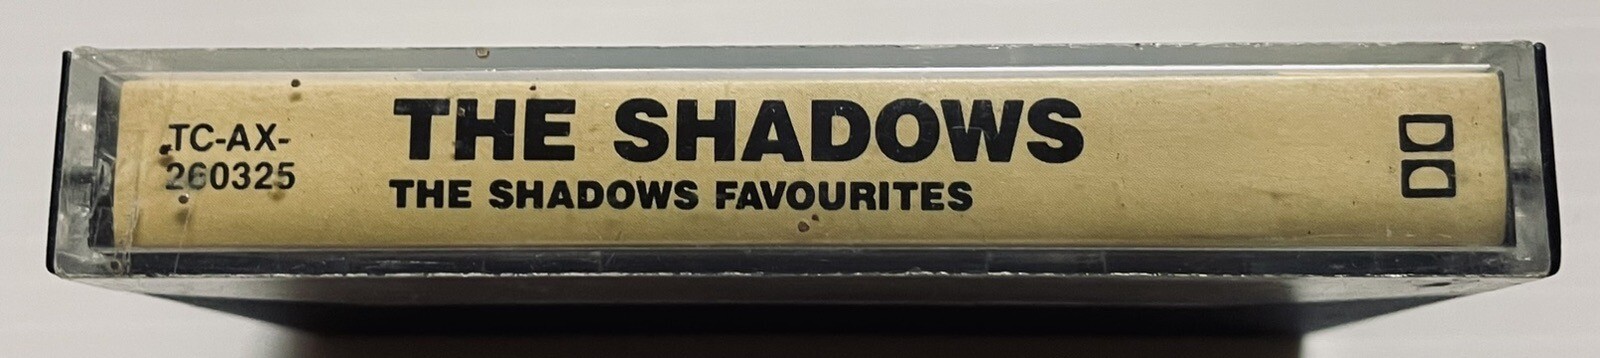 TC-AX-
260325
THE SHADOWS
THE SHADOWS FAVOURITES